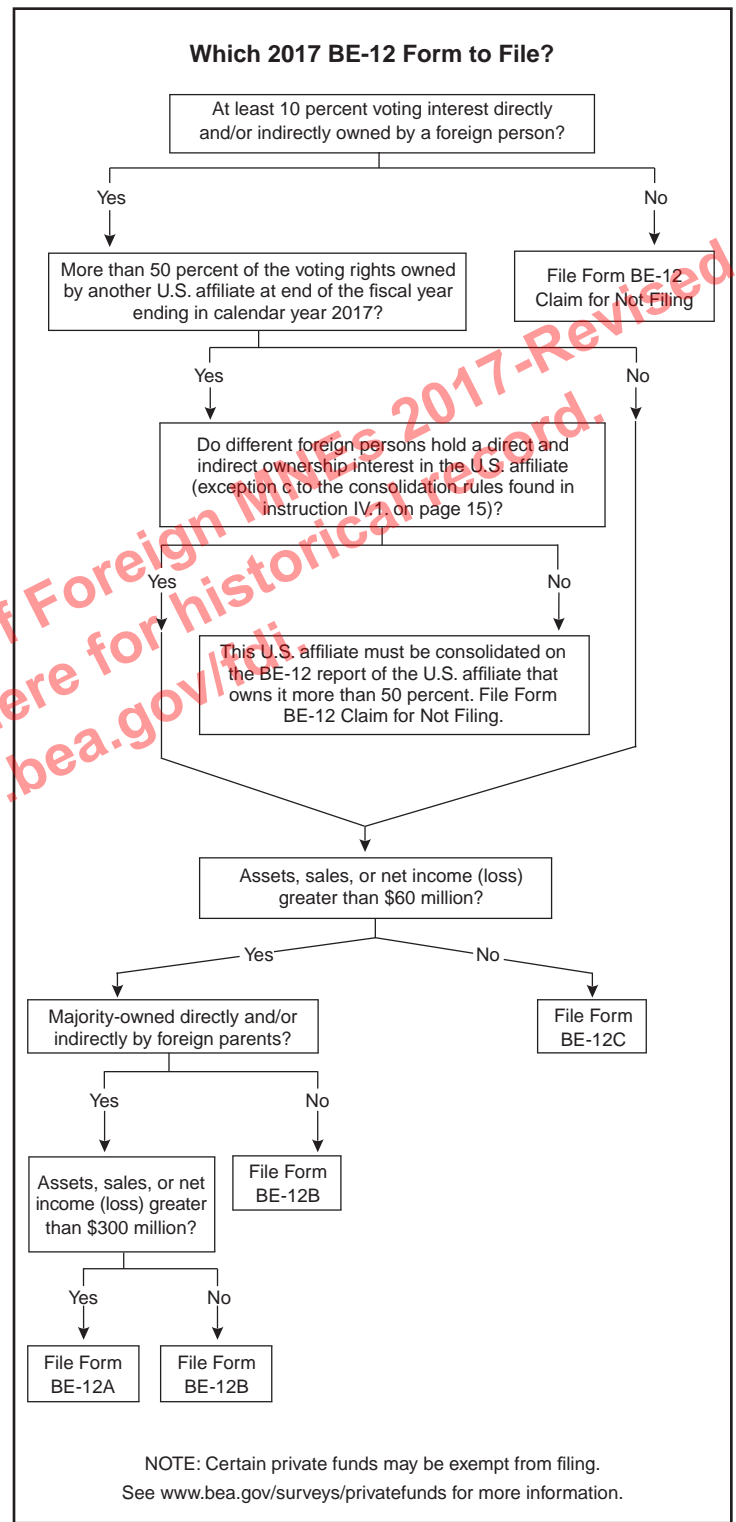 Which 2017 BE-12 Form to File?
At least 10 percent voting interest directly
and/or indirectly owned by a foreign person?
Yes
No
More than 50 percent of the voting rights owned
by another U.S. affiliate at end of the fiscal year
ending in calendar year 2017?
File Form BE-12
Claim for Not Filing
Yes
No
Do different foreign persons hold a direct and
indirect ownership interest in the U.S. affiliate
(exception c to the consolidation rules found in
instruction IV.1. on page 15)?
Yes
No
This U.S. affiliate must be consolidated on
the BE-12 report of the U.S. affiliate that
owns it more than 50 percent. File Form
BE-12 Claim for Not Filing.
Assets, sales, or net income (loss)
greater than $60 million?
Yes
No
Majority-owned directly and/or
indirectly by foreign parents?
File Form
BE-12C
Yes
No
Assets, sales, or net
income (loss) greater
than $300 million?
File Form
BE-12B
Yes
No
File Form
BE-12A
File Form
BE-12B
NOTE: Certain private funds may be exempt from filing.
See www.bea.gov/surveys/privatefunds for more information.
f Foreign MNEs 2017-Revised
ere for historical record.
.bea.gov/fdi.